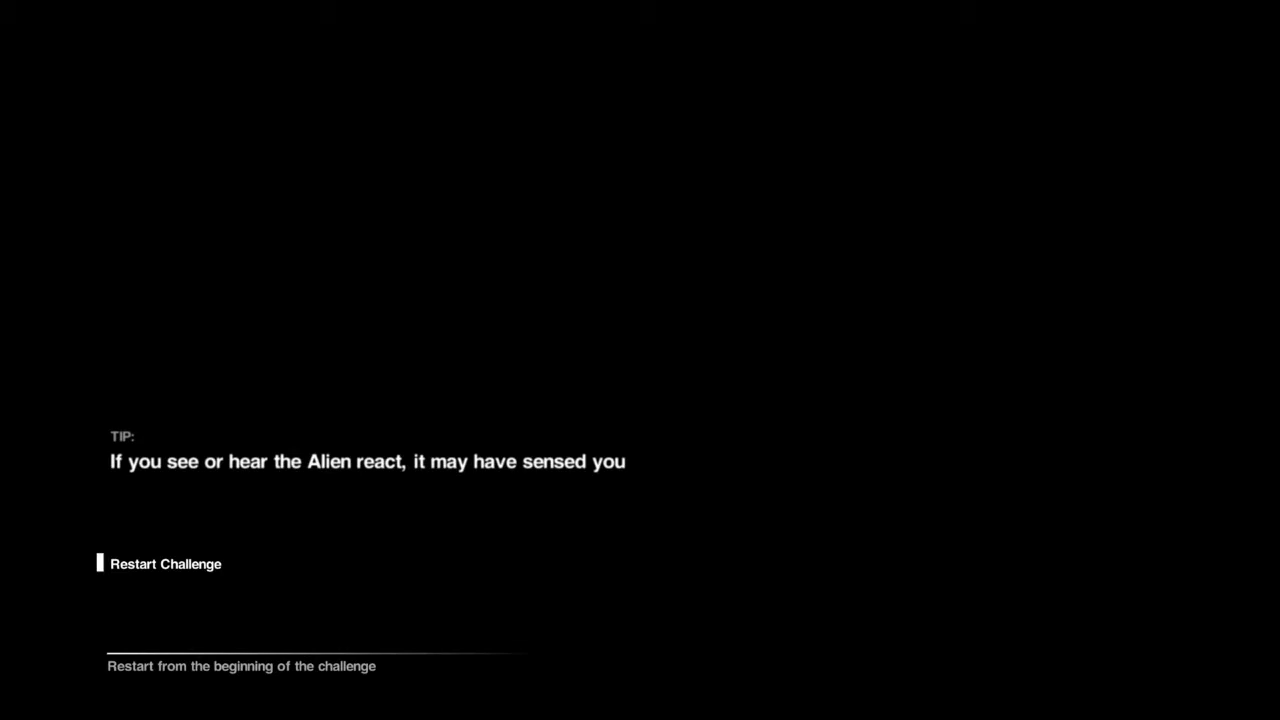 TIP:
If you see or hear the Alien react, it may have sensed you
Restart Challenge
Restart from the beginning of the challenge